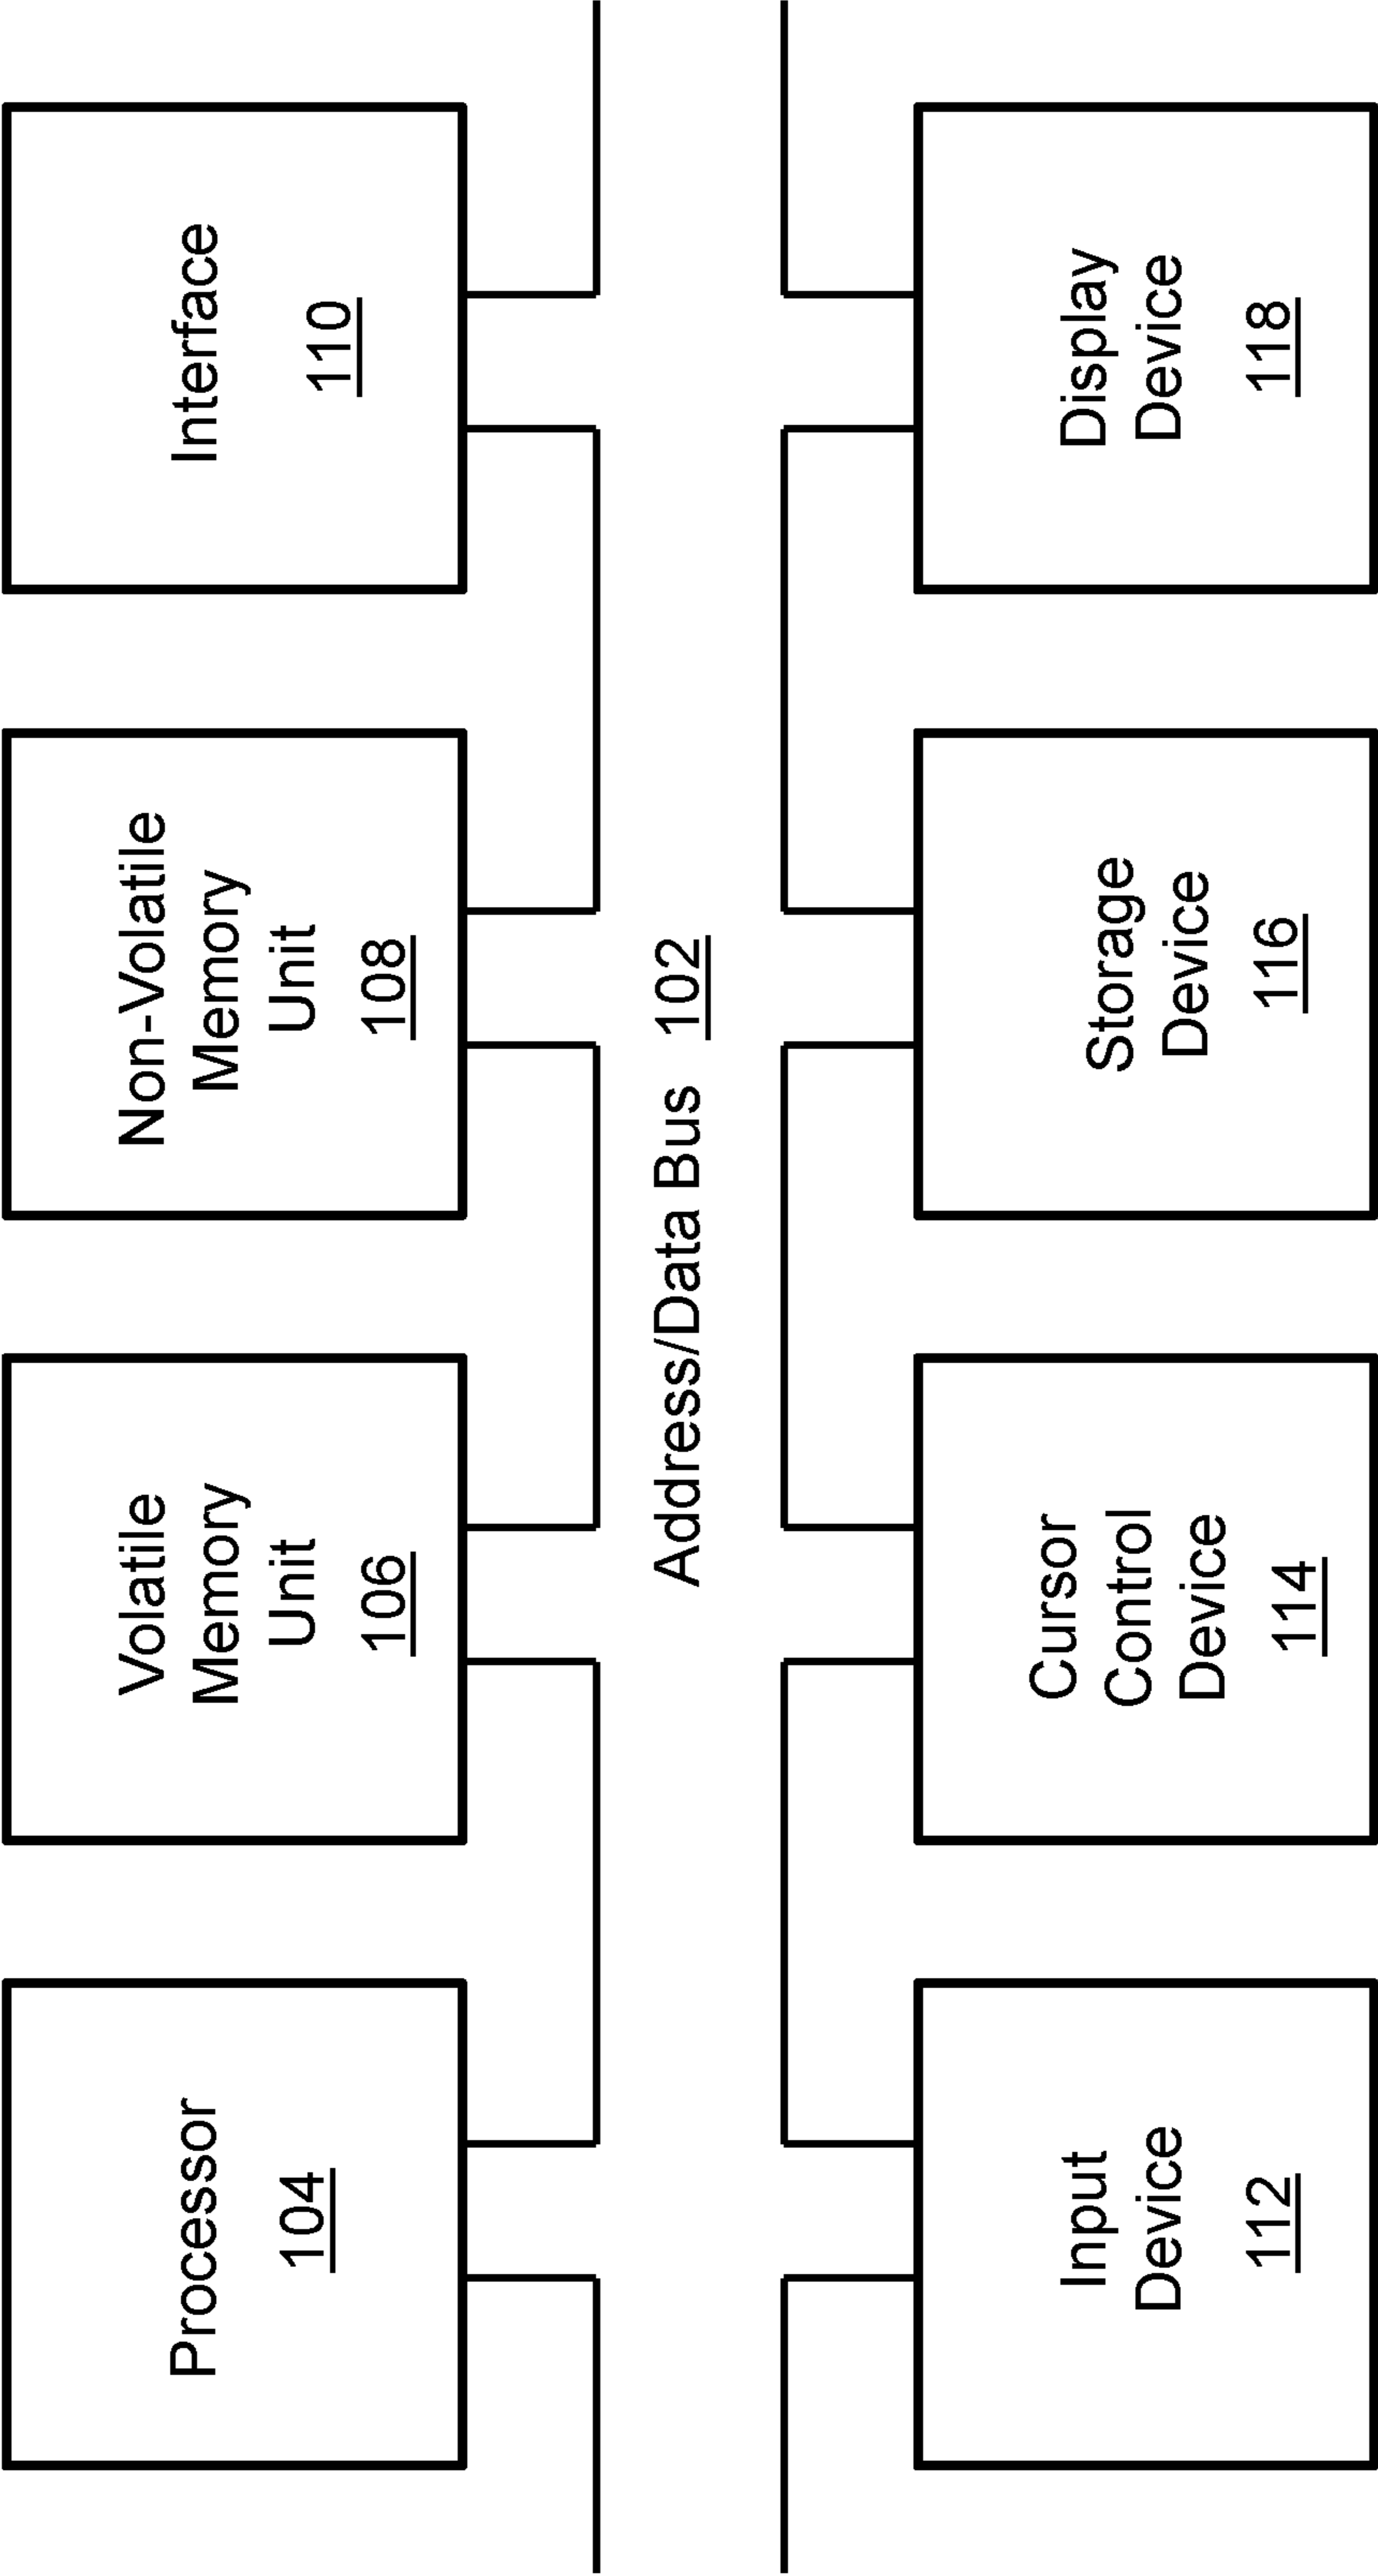 Processor
104
Volatile
Memory
Unit
106
Non-Volatile
Memory
Unit
108
Interface
110
Address/Data Bus 102
Input
Device
112
Cursor
Control
Device
114
Storage
Device
116
Display
Device
118